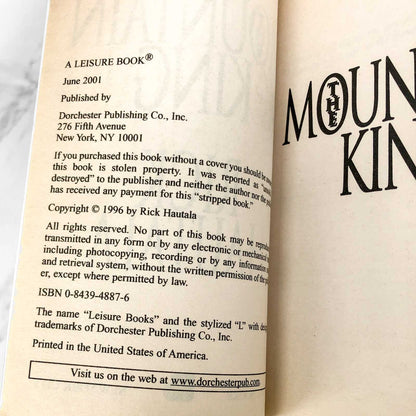 A LEISURE BOOK®
June 2001
Published by
Dorchester Publishing Co., Inc.
276 Fifth Avenue
New York, NY 10001
If you purchased this book without a cover you should be
this book is stolen property. It was reported as
destroyed” to the publisher and neither the author nor the
has received any payment for this “stripped book.”
Copyright © 1996 by Rick Hautala
All rights reserved. No part of this book may be
transmitted in any form or by any electronic or mechanical
including photocopying, recording or by any information
and retrieval system, without the written permission of the
er, except where permitted by law.
ISBN 0-8439-4887-6
The name “Leisure Books” and the stylized “L” with
trademarks of Dorchester Publishing Co., Inc.
Printed in the United States of America.
Visit us on the web at www.dorchesterpub.com
THE
MOUN
KIN